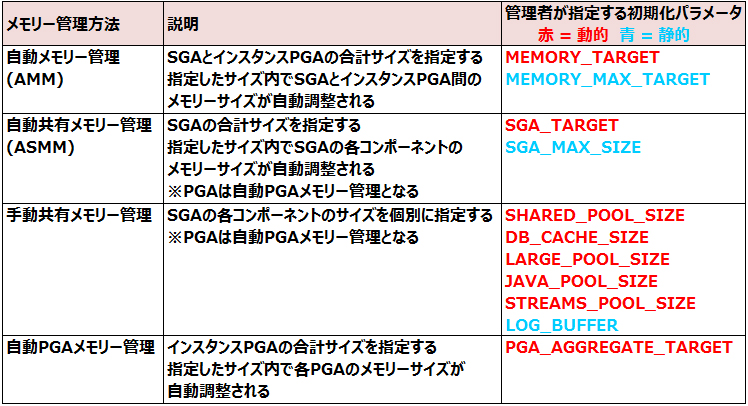 メモリー管理方法
説明
管理者が指定する初期化パラメータ
赤 = 動的 青 = 静的
自動メモリー管理
(AMM)
SGAとインスタンスPGAの合計サイズを指定する
指定したサイズ内でSGAとインスタンスPGA間の
メモリーサイズが自動調整される
MEMORY_TARGET
MEMORY_MAX_TARGET
自動共有メモリー管理
(ASMM)
SGAの合計サイズを指定する
指定したサイズ内でSGAの各コンポーネントの
メモリーサイズが自動調整される
※PGAは自動PGAメモリー管理となる
SGA_TARGET
SGA_MAX_SIZE
手動共有メモリー管理
SGAの各コンポーネントのサイズを個別に指定する
※PGAは自動PGAメモリー管理となる
SHARED_POOL_SIZE
DB_CACHE_SIZE
LARGE_POOL_SIZE
JAVA_POOL_SIZE
STREAMS_POOL_SIZE
LOG_BUFFER
自動PGAメモリー管理
インスタンスPGAの合計サイズを指定する
指定したサイズ内で各PGAのメモリーサイズが
自動調整される
PGA_AGGREGATE_TARGET